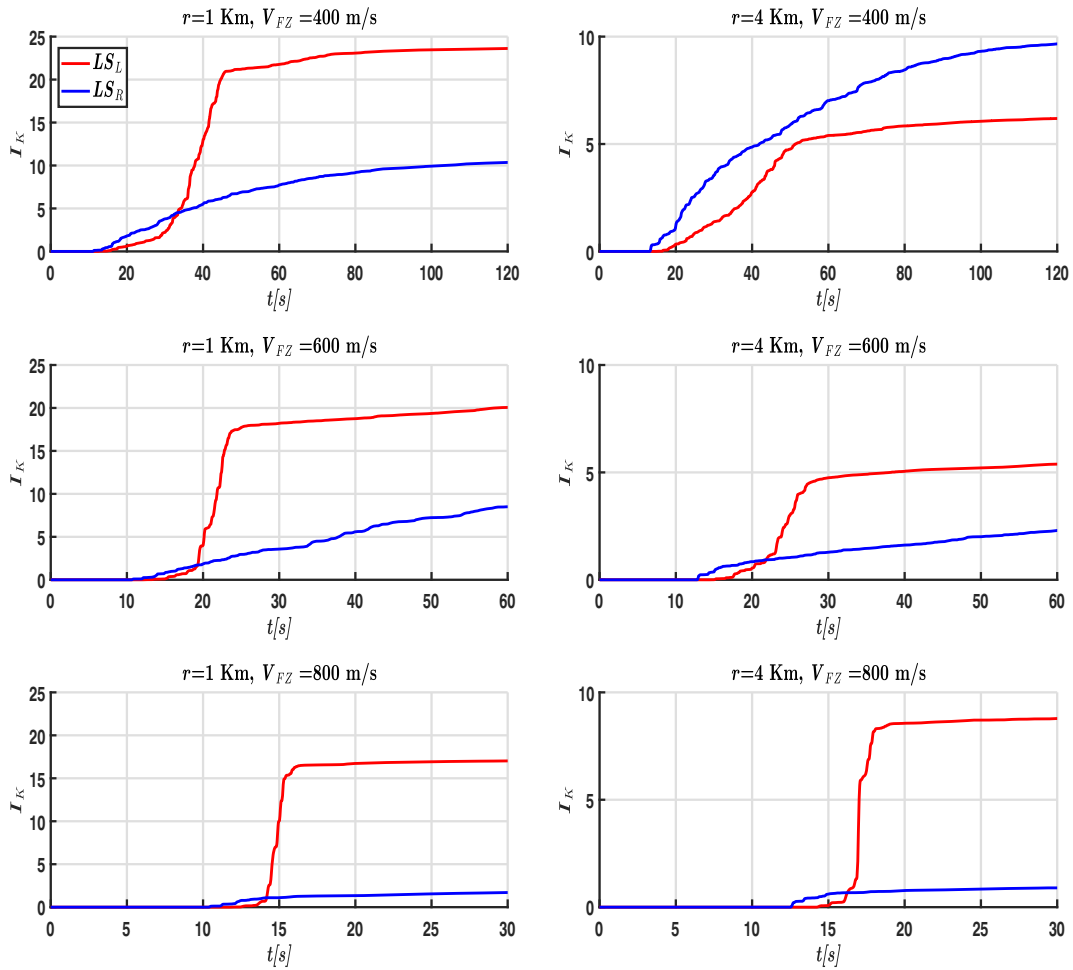 r=1 Km, V_FZ =400 m/s
25
20
15
10
5
0
I_K
LS_L
LS_R
0 20 40 60 80 100 120
t[s]
r=4 Km, V_FZ =400 m/s
10
5
0
I_K
0 20 40 60 80 100 120
t[s]
r=1 Km, V_FZ =600 m/s
25
20
15
10
5
0
I_K
0 10 20 30 40 50 60
t[s]
r=4 Km, V_FZ =600 m/s
10
5
0
I_K
0 10 20 30 40 50 60
t[s]
r=1 Km, V_FZ =800 m/s
25
20
15
10
5
0
I_K
0 5 10 15 20 25 30
t[s]
r=4 Km, V_FZ =800 m/s
10
5
0
I_K
0 5 10 15 20 25 30
t[s]